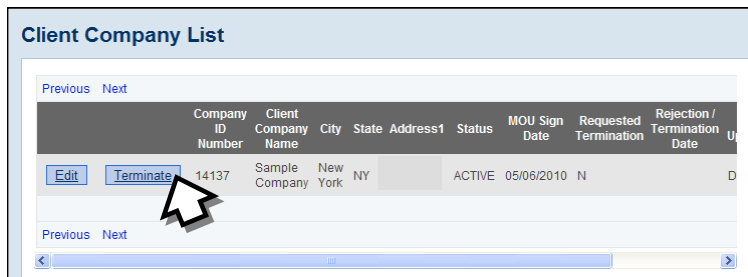 Client Company List
Previous Next
Company ID Number Client Company Name City State Address1 Status MOU Sign Date Requested Termination Rejection / Termination Date
Edit Terminate 14137 Sample Company New York NY ACTIVE 05/06/2010 N
Previous Next